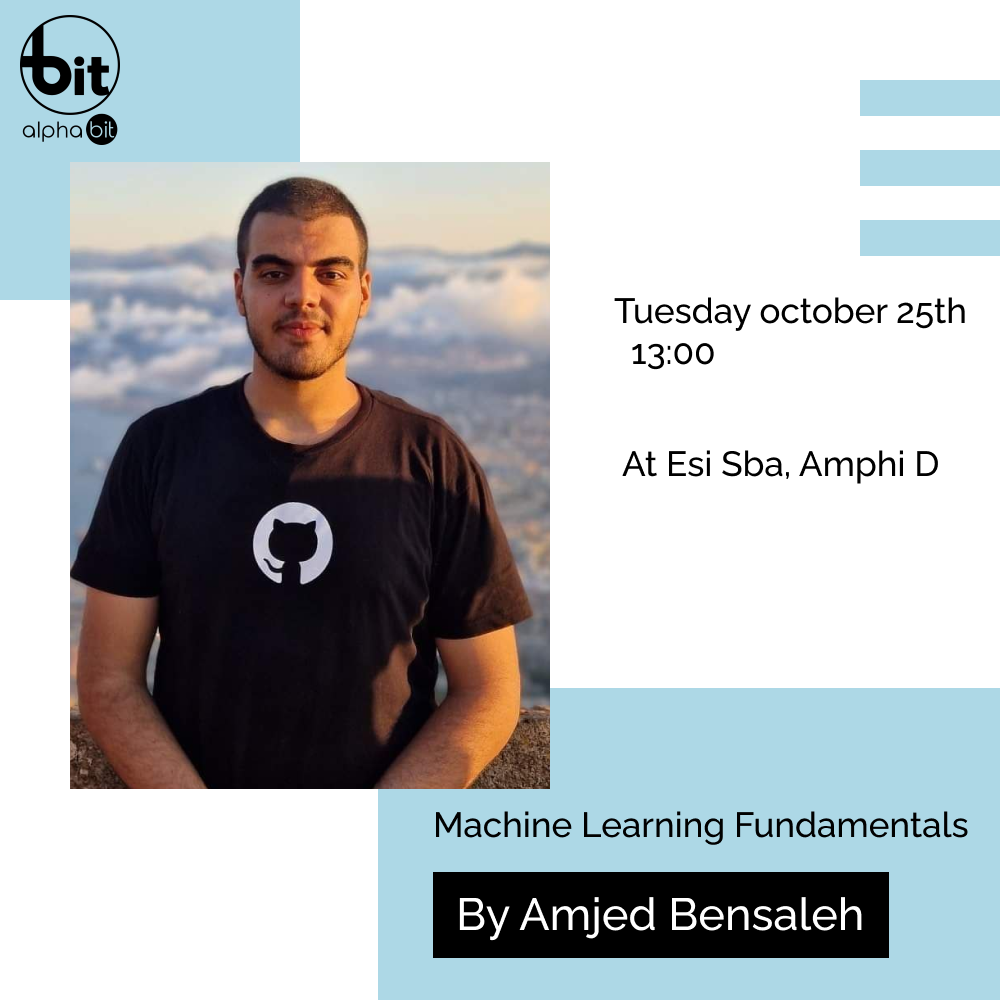 bit
alpha bit
Tuesday october 25th
13:00
At Esi Sba, Amphi D
Machine Learning Fundamentals
By Amjed Bensaleh